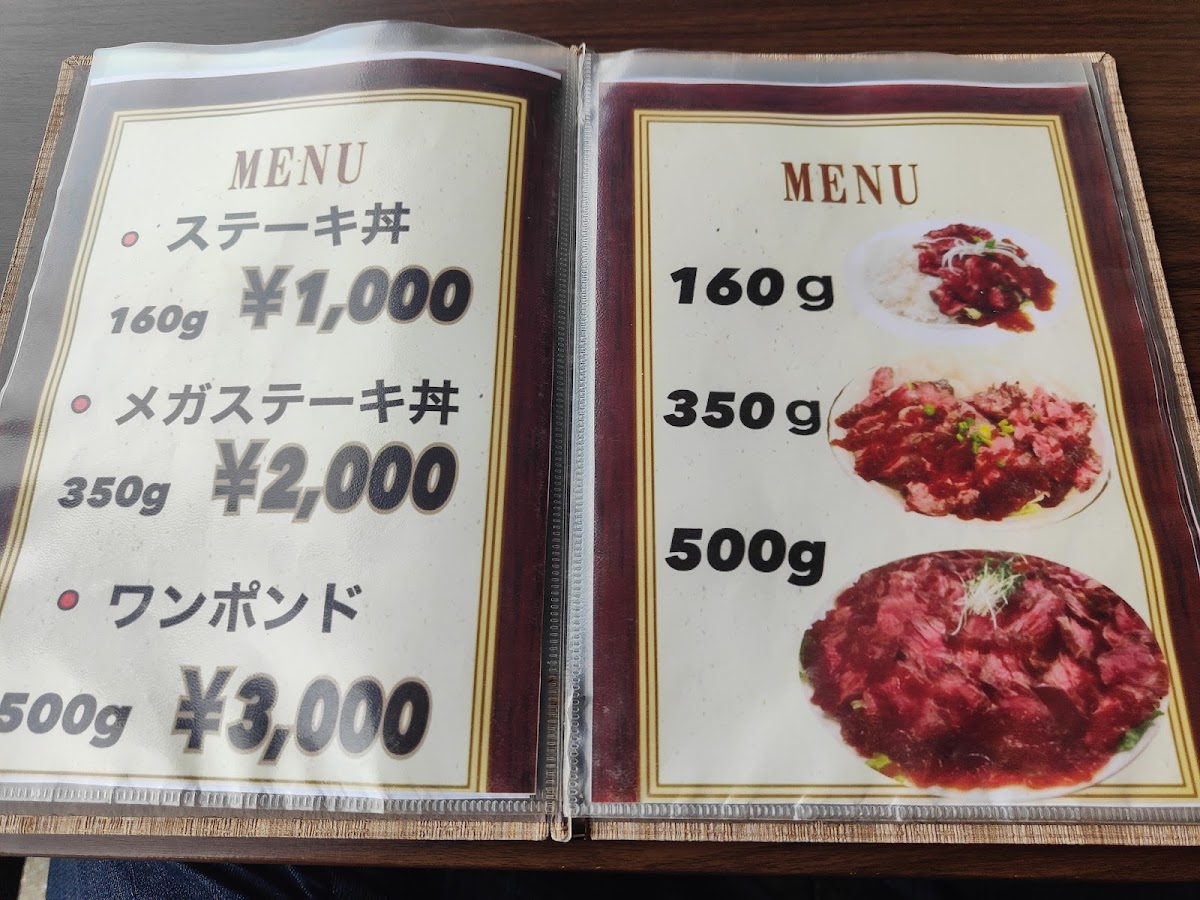 MENU
ステーキ丼
160g ¥1,000
メガステーキ丼
350g ¥2,000
ワンポンド
500g ¥3,000
MENU
160g
350g
500g